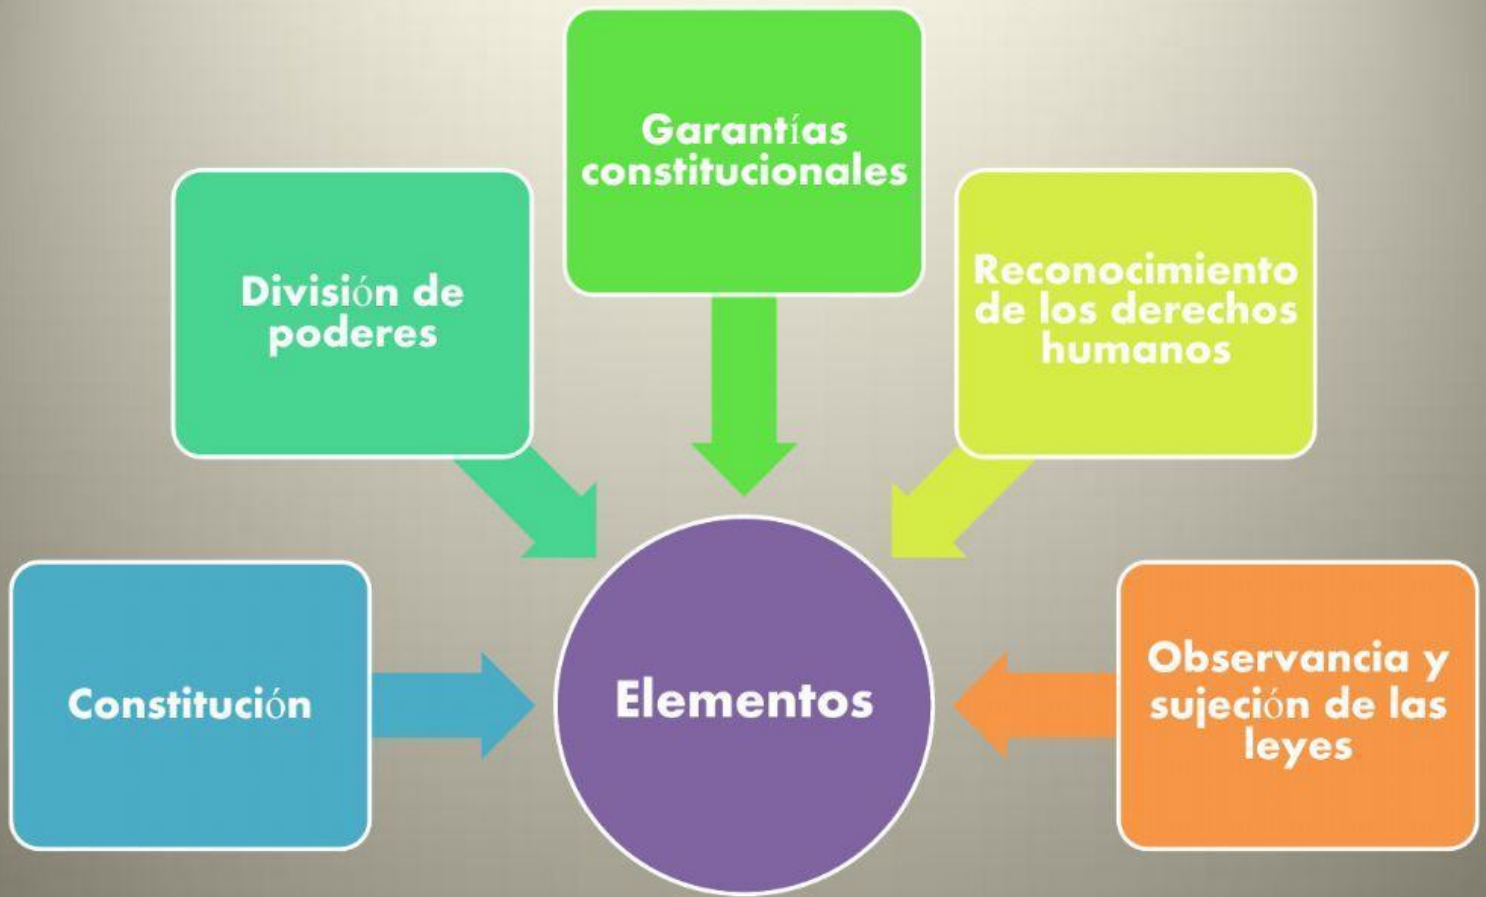 Garantías
constitucionales
División de
poderes
Reconocimiento
de los derechos
humanos
Constitución
Elementos
Observancia y
sujeción de las
leyes